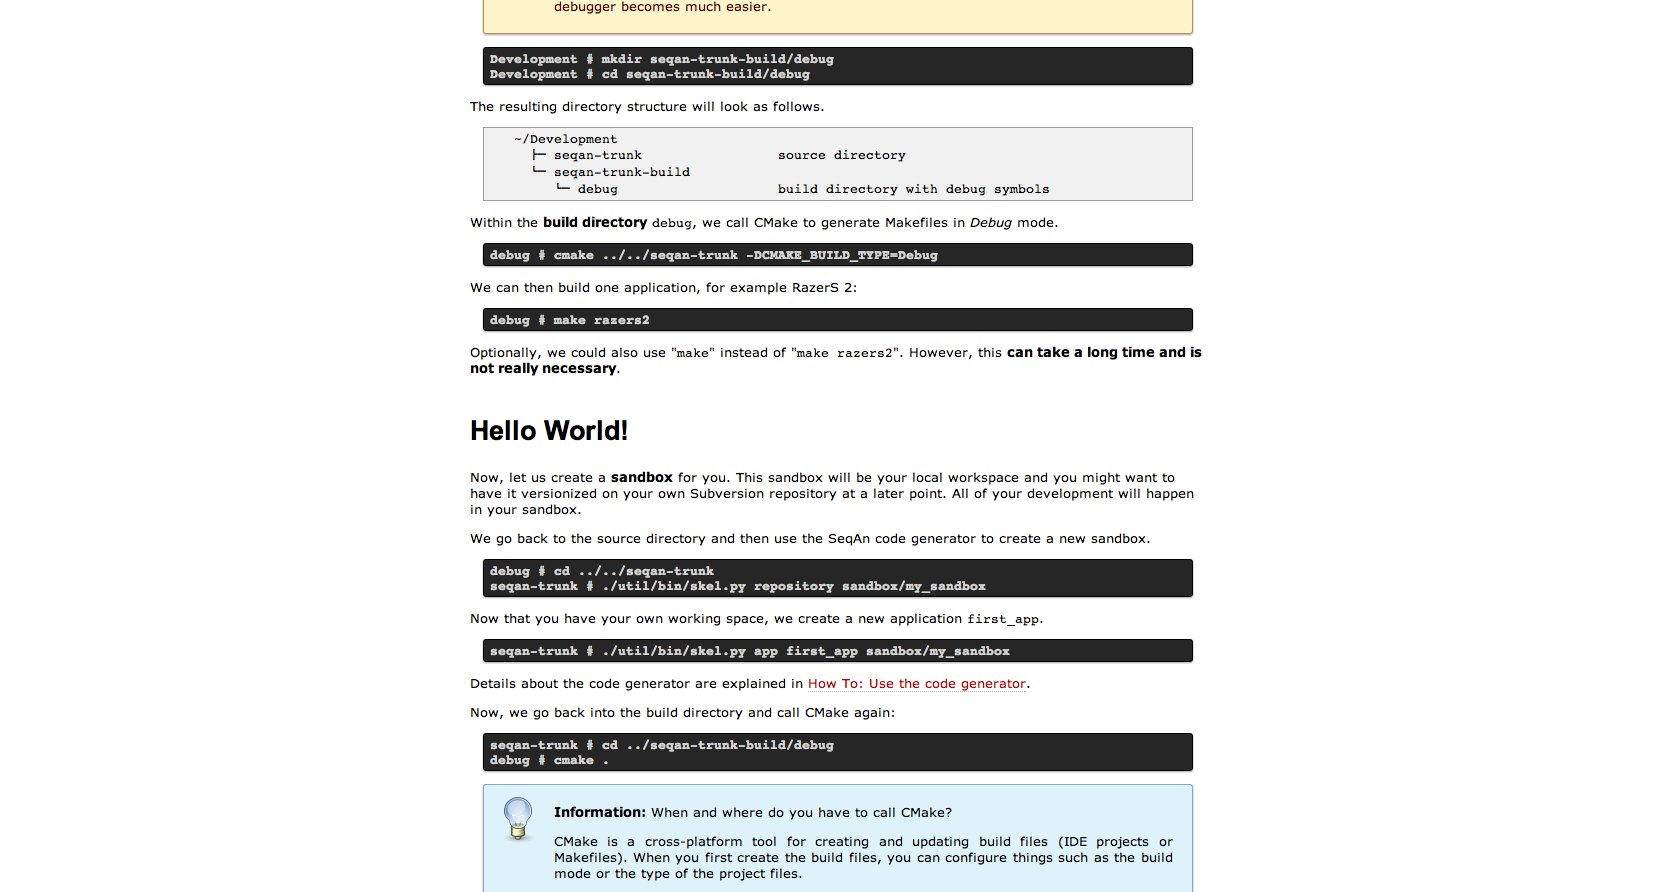 debugger becomes much easier.
Development # mkdir seqan-trunk-build/debug
Development # cd seqan-trunk-build/debug
The resulting directory structure will look as follows.
~/Development
├─ seqan-trunk source directory
└─ seqan-trunk-build
└─ debug build directory with debug symbols
Within the build directory debug, we call CMake to generate Makefiles in Debug mode.
debug # cmake ../../seqan-trunk -DCMAKE_BUILD_TYPE=Debug
We can then build one application, for example RazerS 2:
debug # make razers2
Optionally, we could also use "make" instead of "make razers2". However, this can take a long time and is
not really necessary.
Hello World!
Now, let us create a sandbox for you. This sandbox will be your local workspace and you might want to
have it versionized on your own Subversion repository at a later point. All of your development will happen
in your sandbox.
We go back to the source directory and then use the SeqAn code generator to create a new sandbox.
debug # cd ../../seqan-trunk
seqan-trunk # ./util/bin/skel.py repository sandbox/my_sandbox
Now that you have your own working space, we create a new application first_app.
seqan-trunk # ./util/bin/skel.py app first_app sandbox/my_sandbox
Details about the code generator are explained in How To: Use the code generator.
Now, we go back into the build directory and call CMake again:
seqan-trunk # cd ../seqan-trunk-build/debug
debug # cmake .
Information: When and where do you have to call CMake?
CMake is a cross-platform tool for creating and updating build files (IDE projects or
Makefiles). When you first create the build files, you can configure things such as the build
mode or the type of the project files.